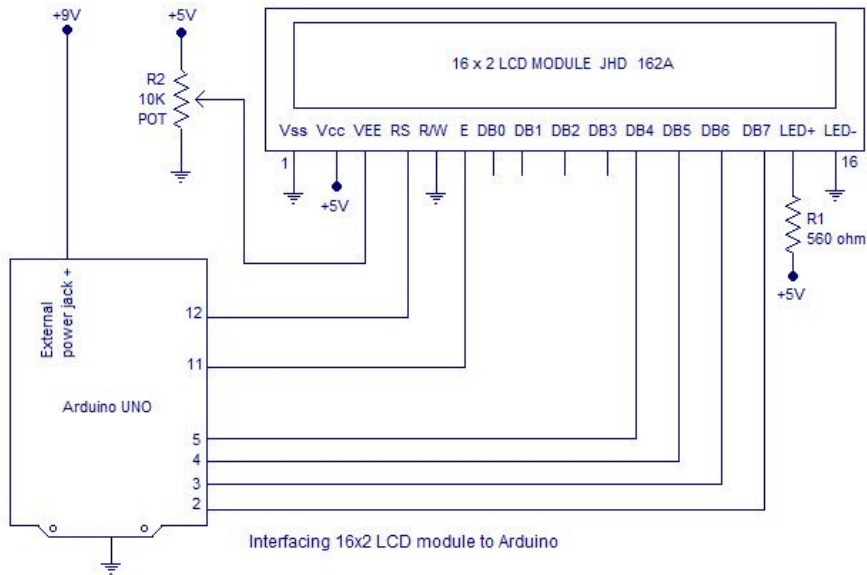 +9V
+5V
R2
10K
POT
16 x 2 LCD MODULE JHD 162A
Vss Vcc VEE RS R/W E DB0 DB1 DB2 DB3 DB4 DB5 DB6 DB7 LED+ LED-
1
16
+5V
R1
560 ohm
+5V
External
power jack +
12
11
Arduino UNO
5
4
3
2
Interfacing 16x2 LCD module to Arduino